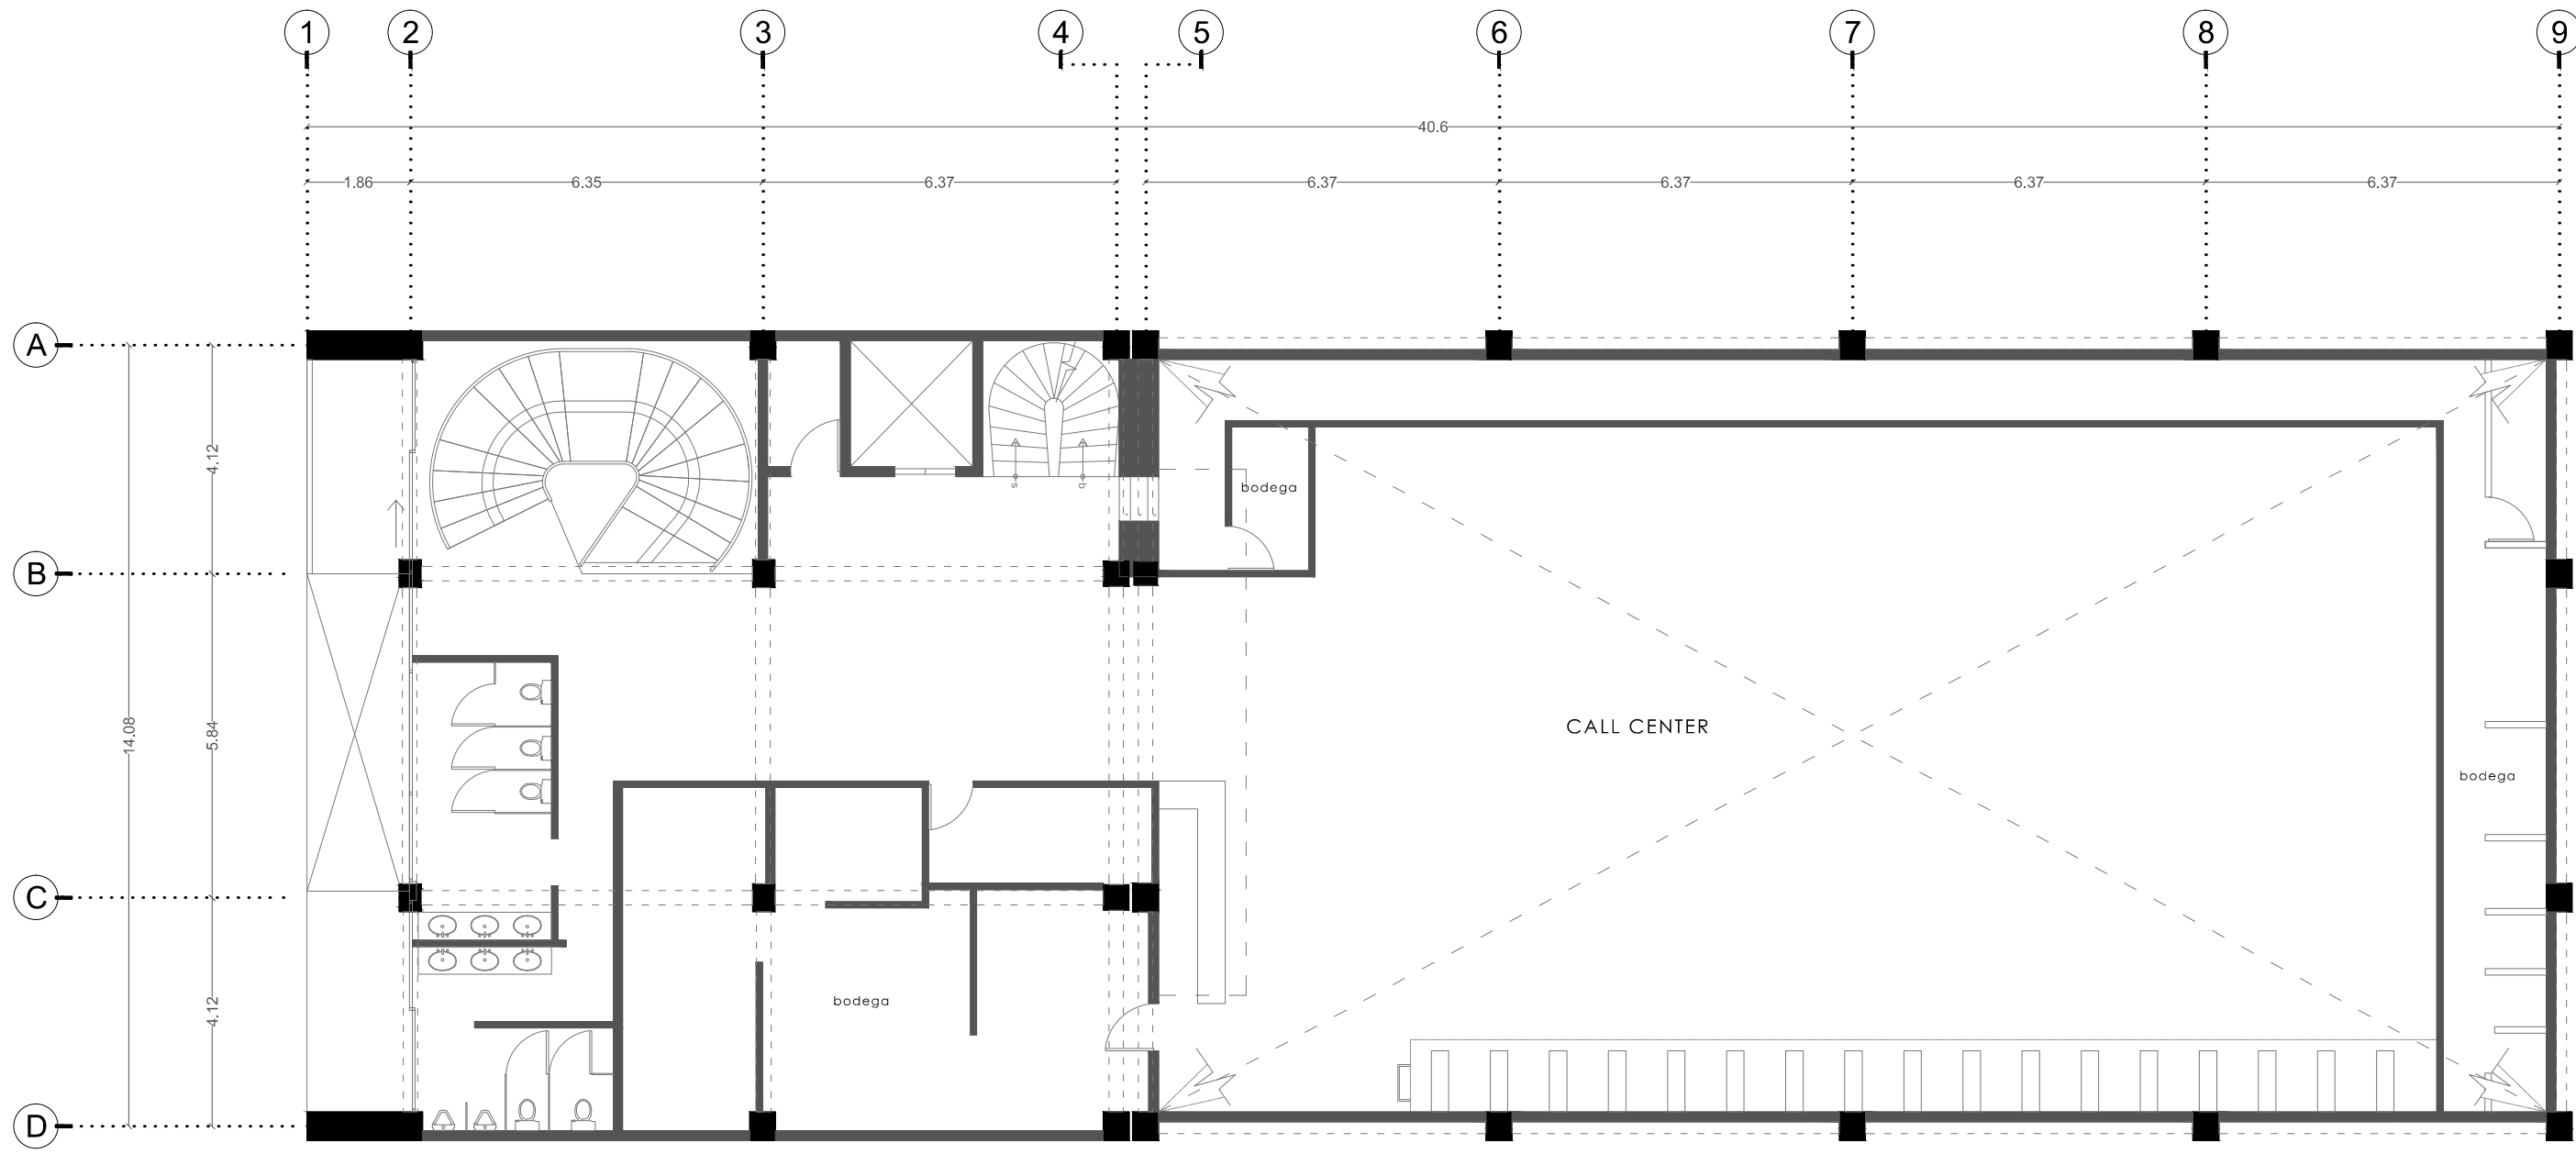 1 2 3 4 5 6 7 8 9
40.6
1.86 6.35 6.37 6.37 6.37 6.37 6.37
A
4.12
s b
bodega
B
14.08
5.84
CALL CENTER
bodega
C
4.12
bodega
D